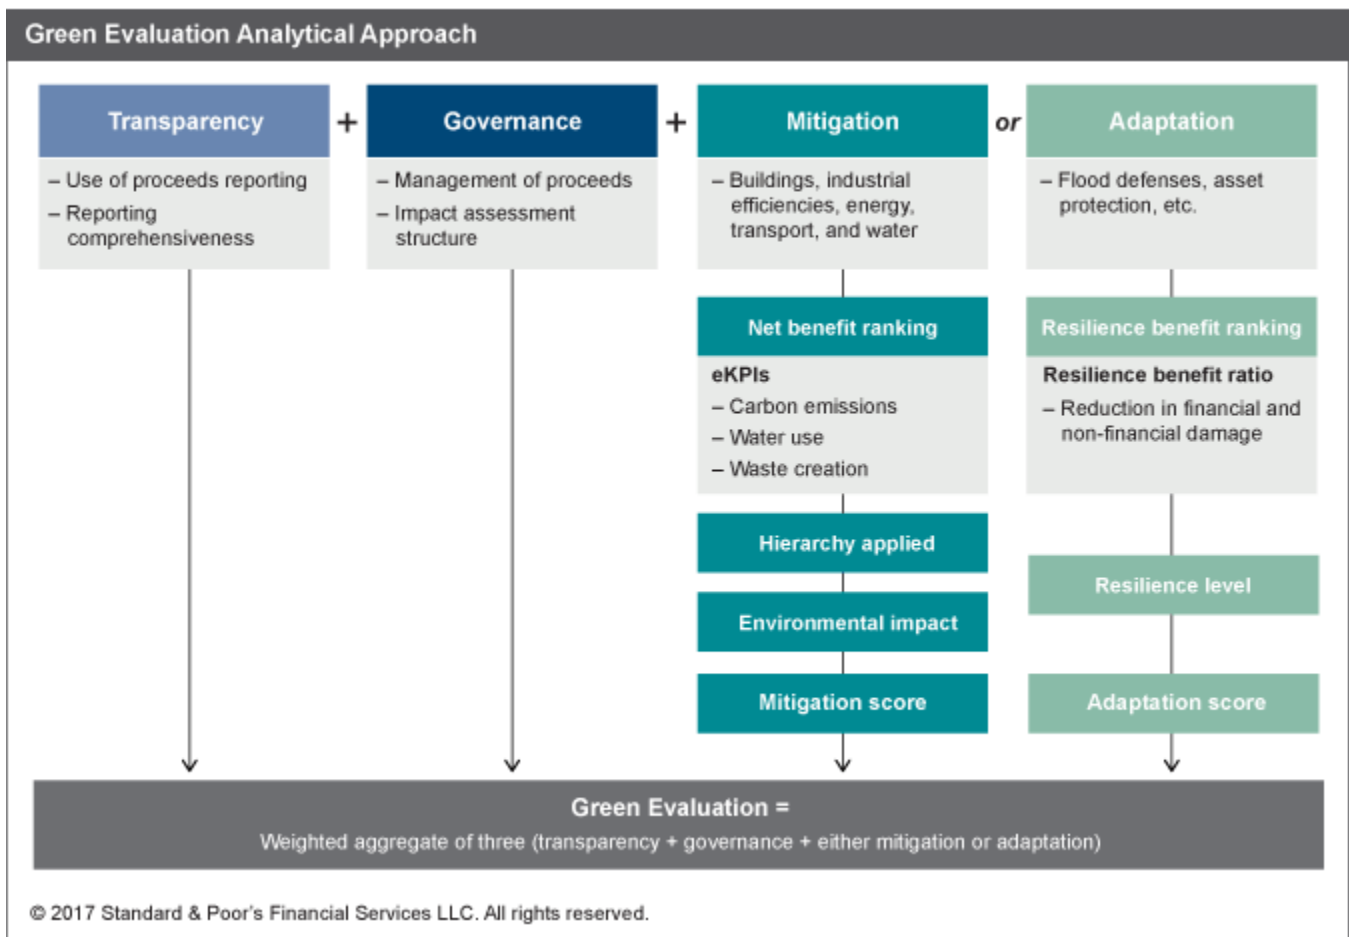 Green Evaluation Analytical Approach
Transparency
+
Governance
+
Mitigation
or
Adaptation
– Use of proceeds reporting
– Reporting
comprehensiveness
– Management of proceeds
– Impact assessment
structure
– Buildings, industrial
efficiencies, energy,
transport, and water
– Flood defenses, asset
protection, etc.
Net benefit ranking
eKPIs
– Carbon emissions
– Water use
– Waste creation
Hierarchy applied
Environmental impact
Mitigation score
Resilience benefit ranking
Resilience benefit ratio
– Reduction in financial and
non-financial damage
Resilience level
Adaptation score
Green Evaluation =
Weighted aggregate of three (transparency + governance + either mitigation or adaptation)
© 2017 Standard & Poor's Financial Services LLC. All rights reserved.